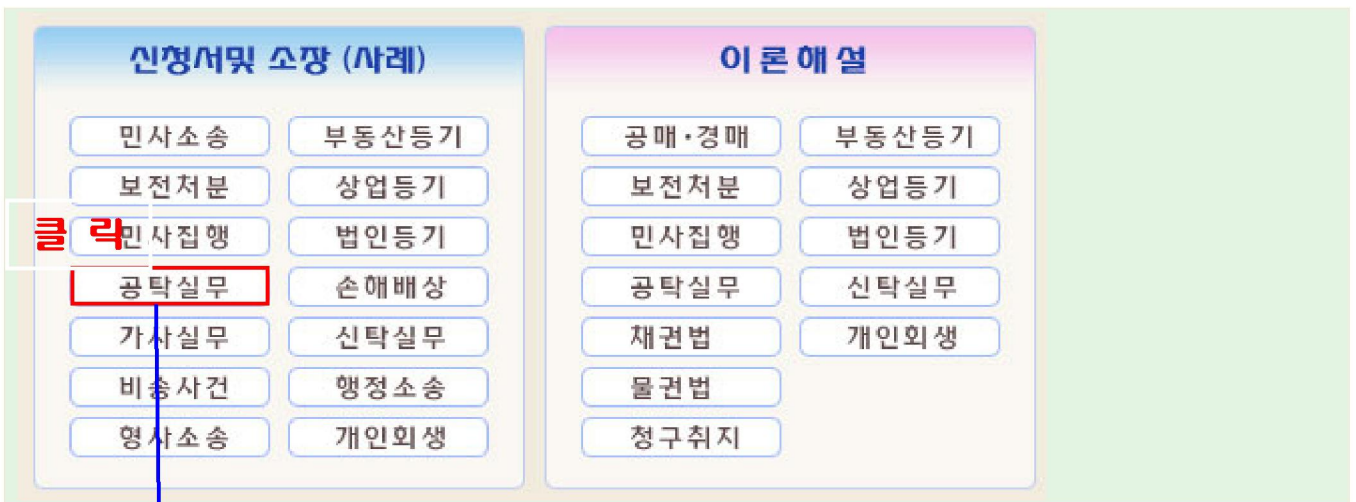 신청서및 소장 (사례)
민사소송 부동산등기
보전처분 상업등기
클 릭
민사집행 법인등기
공탁실무 손해배상
가사실무 신탁실무
비송사건 행정소송
형사소송 개인회생
이론해설
공매·경매 부동산등기
보전처분 상업등기
민사집행 법인등기
공탁실무 신탁실무
채권법 개인회생
물권법
청구취지